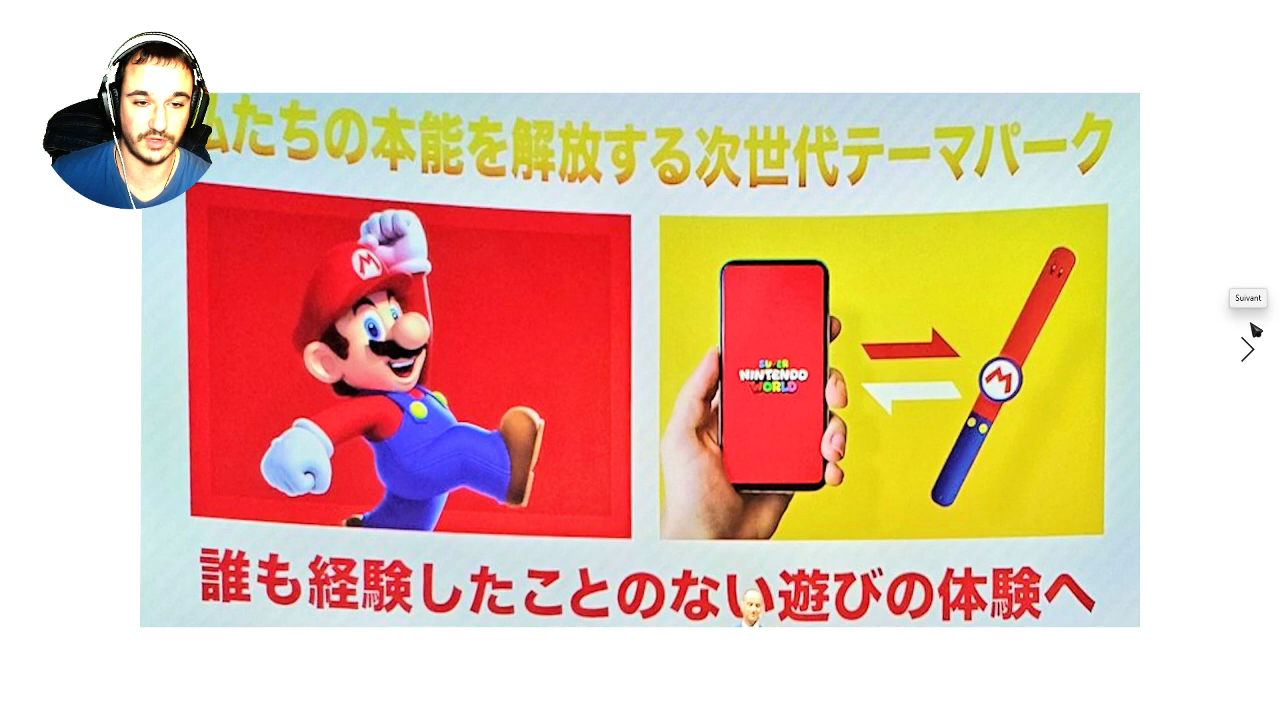 私たちの本能を解放する次世代テーマパーク
M
SUPER
NINTENDO
WORLD
M
Suivant
誰も経験したことのない遊びの体験へ